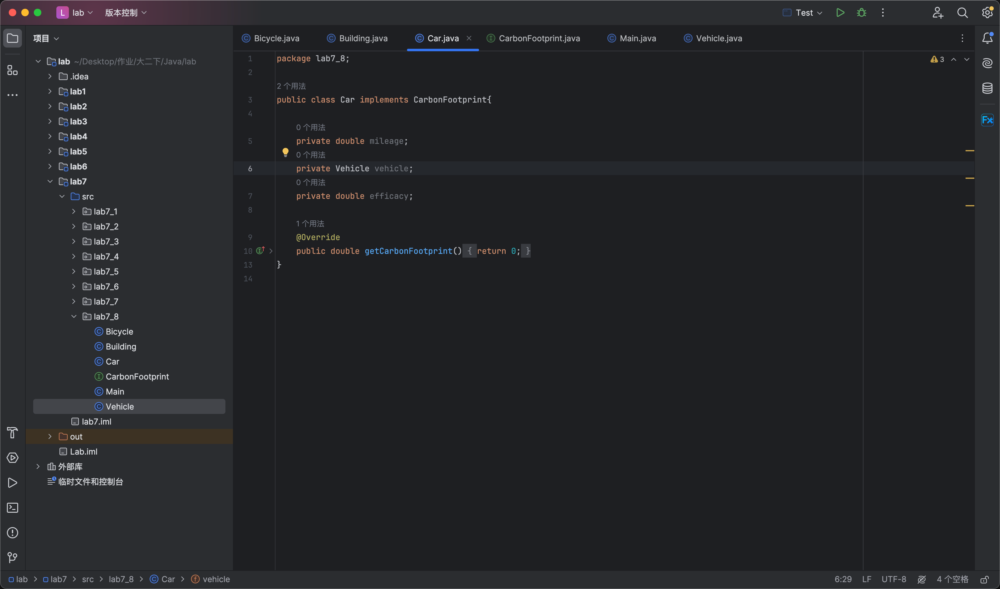 L lab 版本控制 Test
项目
lab ~/Desktop/作业/大二下/Java/lab
.idea
lab1
lab2
lab3
lab4
lab5
lab6
lab7
src
lab7_1
lab7_2
lab7_3
lab7_4
lab7_5
lab7_6
lab7_7
lab7_8
Bicycle
Building
Car
CarbonFootprint
Main
Vehicle
lab7.iml
out
Lab.iml
外部库
临时文件和控制台
Bicycle.java Building.java Car.java CarbonFootprint.java Main.java Vehicle.java
3
1 package lab7_8;
2
2 个用法
3 public class Car implements CarbonFootprint{
4
0 个用法
5 private double mileage;
0 个用法
6 private Vehicle vehicle;
0 个用法
7 private double efficacy;
8
1 个用法
9 @Override
10 public double getCarbonFootprint() { return 0; }
13 }
14
Fx
lab > lab7 > src > lab7_8 > Car > vehicle
6:29 LF UTF-8 4 个空格